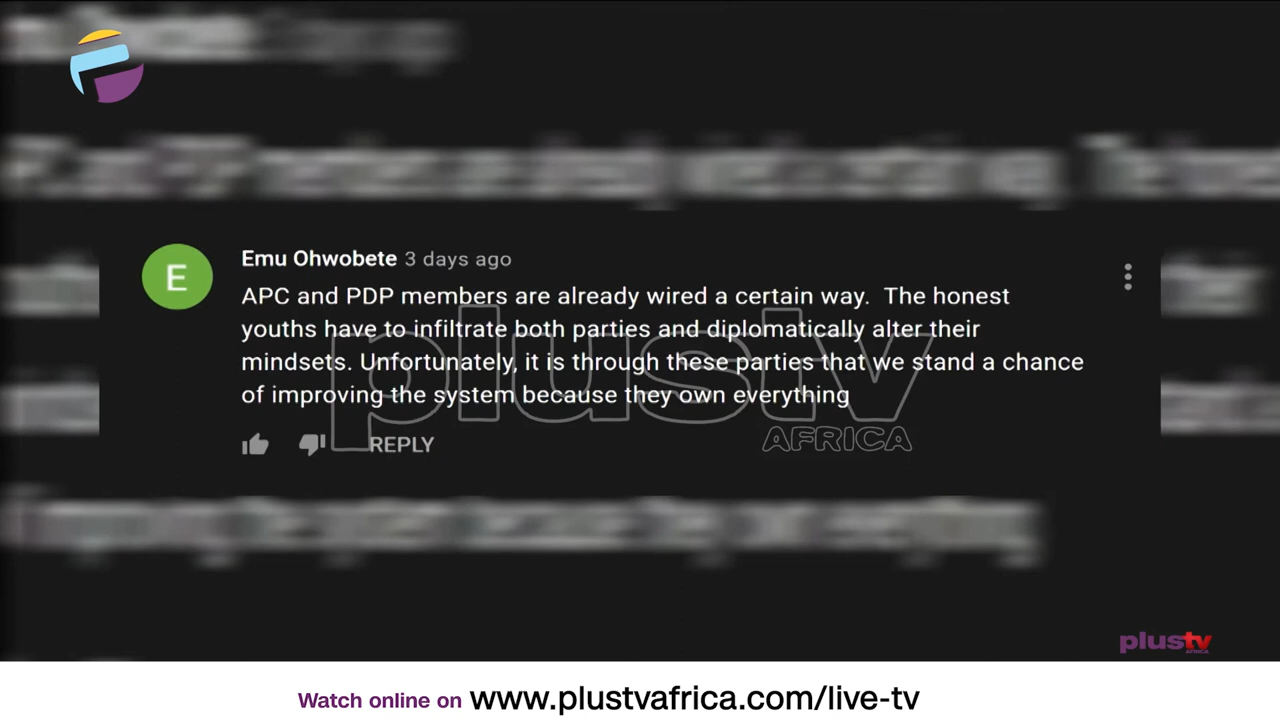 Emu Ohwobete 3 days ago
APC and PDP members are already wired a certain way. The honest
youths have to infiltrate both parties and diplomatically alter their
mindsets. Unfortunately, it is through these parties that we stand a chance
of improving the system because they own everything
REPLY
plustv
AFRICA
plustv
AFRICA
Watch online on www.plustvafrica.com/live-tv